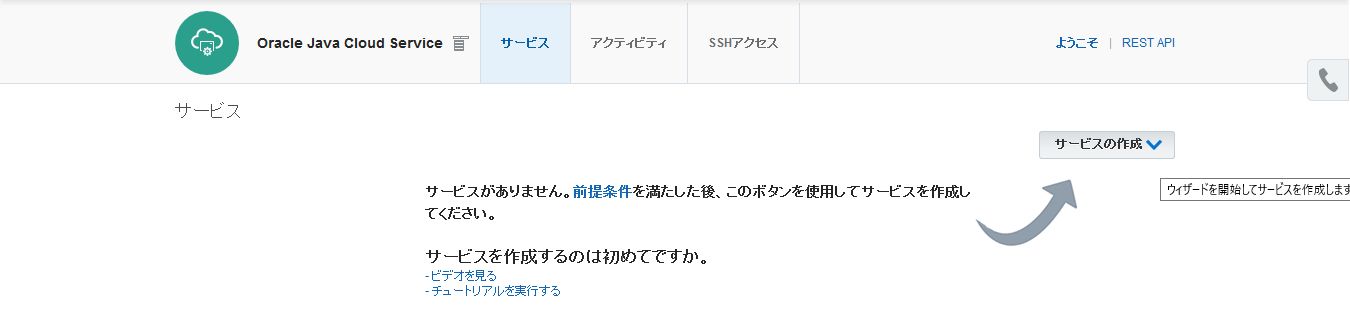 Oracle Java Cloud Service
サービス
アクティビティ
SSHアクセス
ようこそ | REST API
サービス
サービスの作成
サービスがありません。前提条件を満たした後、このボタンを使用してサービスを作成し
てください。
ウィザードを開始してサービスを作成します
サービスを作成するのは初めてですか。
- ビデオを見る
- チュートリアルを実行する